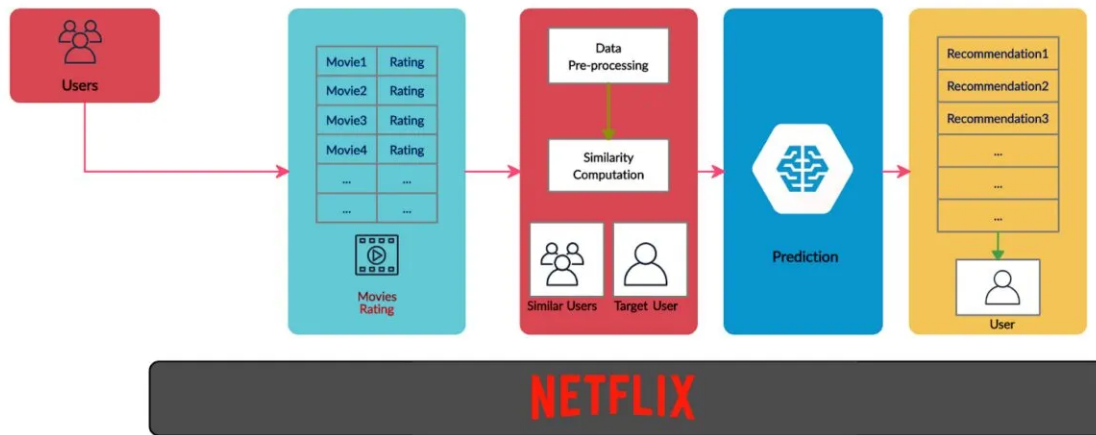 Users
Movie1 Rating
Movie2 Rating
Movie3 Rating
Movie4 Rating
... ...
... ...
Movies
Rating
Data
Pre-processing
Similarity
Computation
Similar Users Target User
Prediction
Recommendation1
Recommendation2
Recommendation3
...
...
...
User
NETFLIX